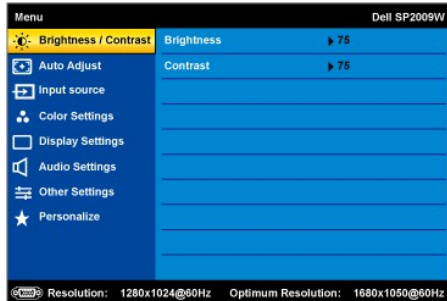 Menu Dell SP2009W
Brightness / Contrast Brightness 75
Auto Adjust Contrast 75
Input source
Color Settings
Display Settings
Audio Settings
Other Settings
Personalize
Resolution: 1280x1024@60Hz Optimum Resolution: 1680x1050@60Hz